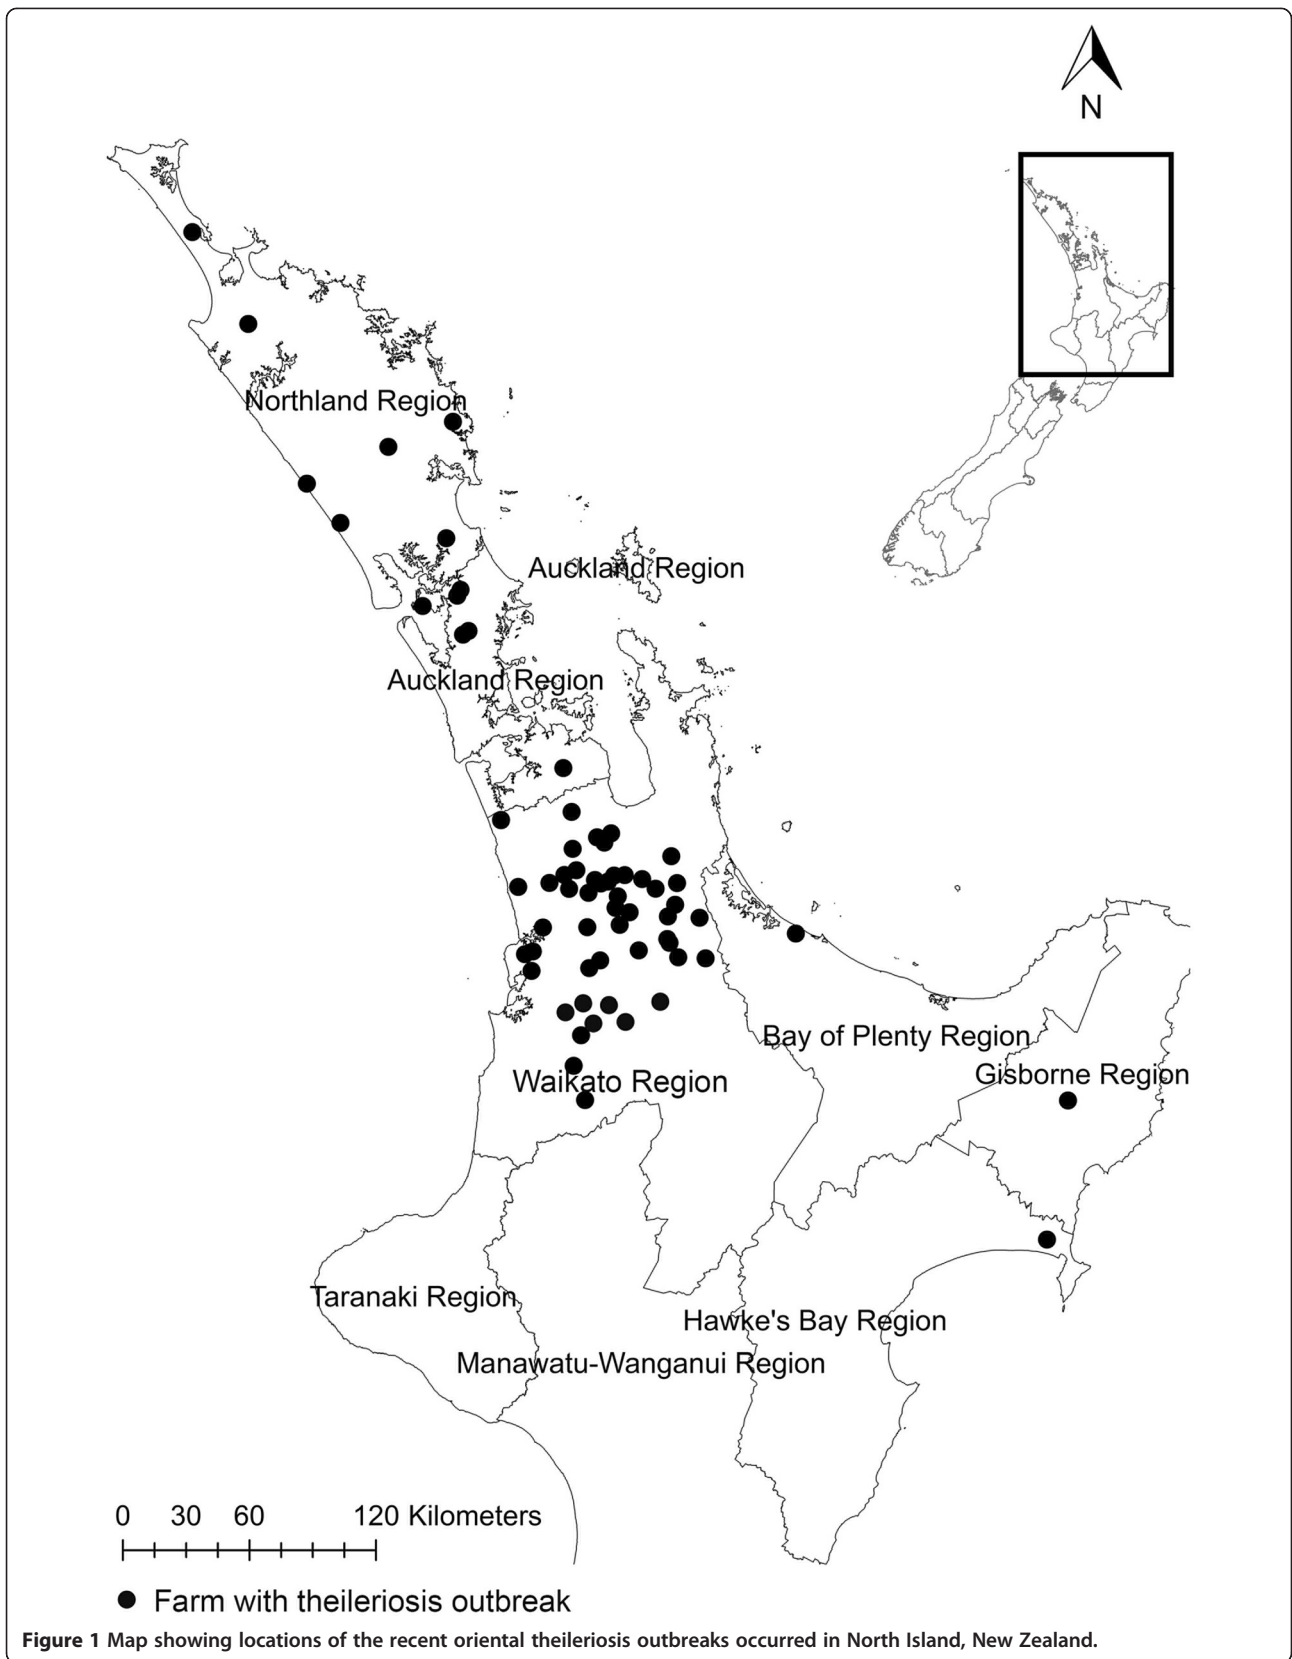 N
Northland Region
Auckland Region
Auckland Region
Bay of Plenty Region
Gisborne Region
Waikato Region
Taranaki Region
Hawke's Bay Region
Manawatu-Wanganui Region
0 30 60 120 Kilometers
Farm with theileriosis outbreak
Figure 1 Map showing locations of the recent oriental theileriosis outbreaks occurred in North Island, New Zealand.